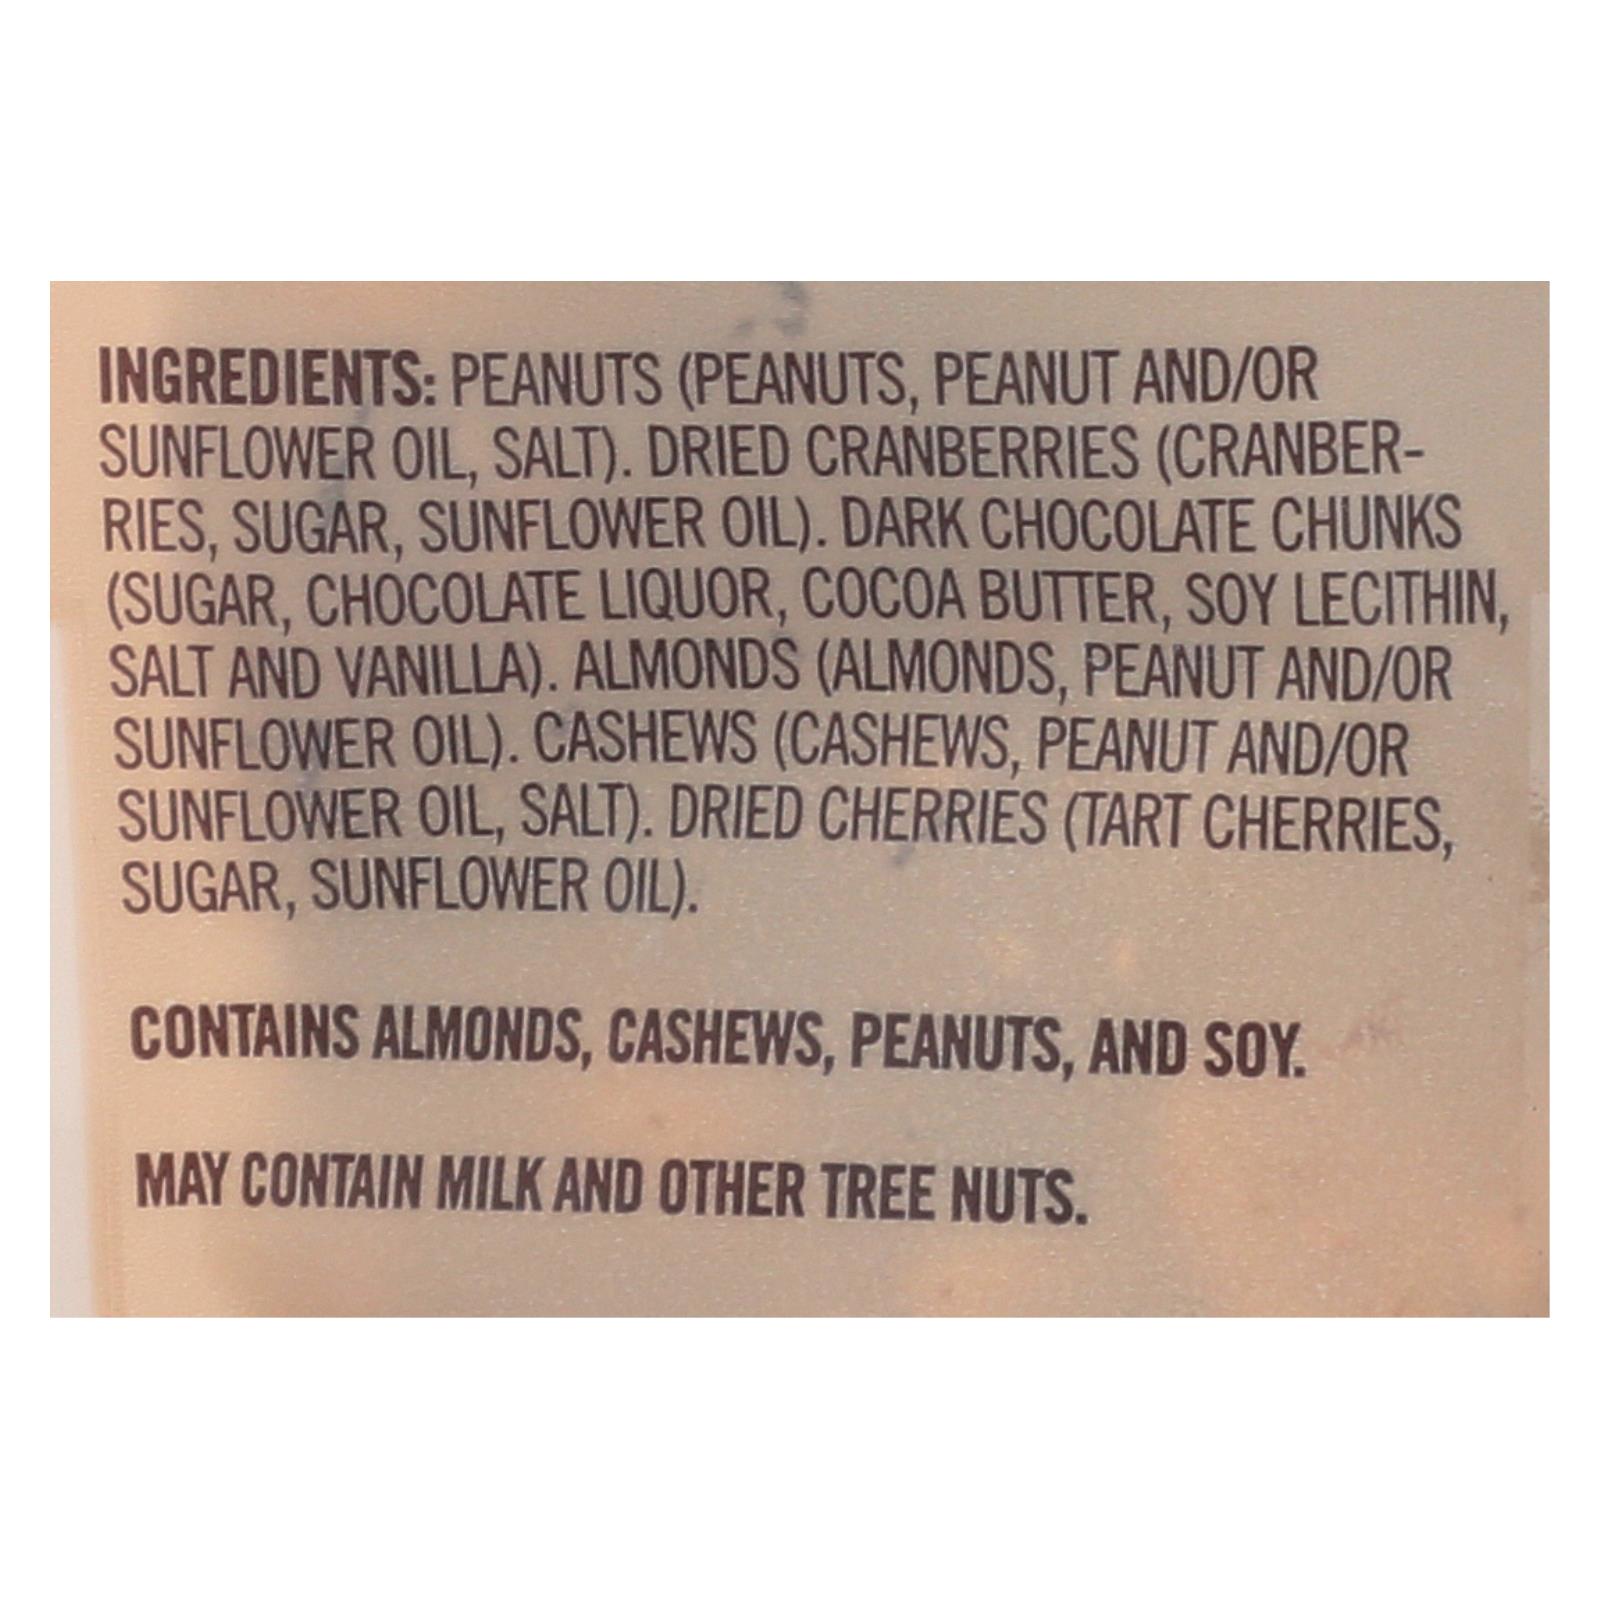 INGREDIENTS: PEANUTS (PEANUTS, PEANUT AND/OR
SUNFLOWER OIL, SALT). DRIED CRANBERRIES (CRANBER-
RIES, SUGAR, SUNFLOWER OIL). DARK CHOCOLATE CHUNKS
(SUGAR, CHOCOLATE LIQUOR, COCOA BUTTER, SOY LECITHIN,
SALT AND VANILLA). ALMONDS (ALMONDS, PEANUT AND/OR
SUNFLOWER OIL). CASHEWS (CASHEWS, PEANUT AND/OR
SUNFLOWER OIL, SALT). DRIED CHERRIES (TART CHERRIES,
SUGAR, SUNFLOWER OIL).
CONTAINS ALMONDS, CASHEWS, PEANUTS, AND SOY.
MAY CONTAIN MILK AND OTHER TREE NUTS.